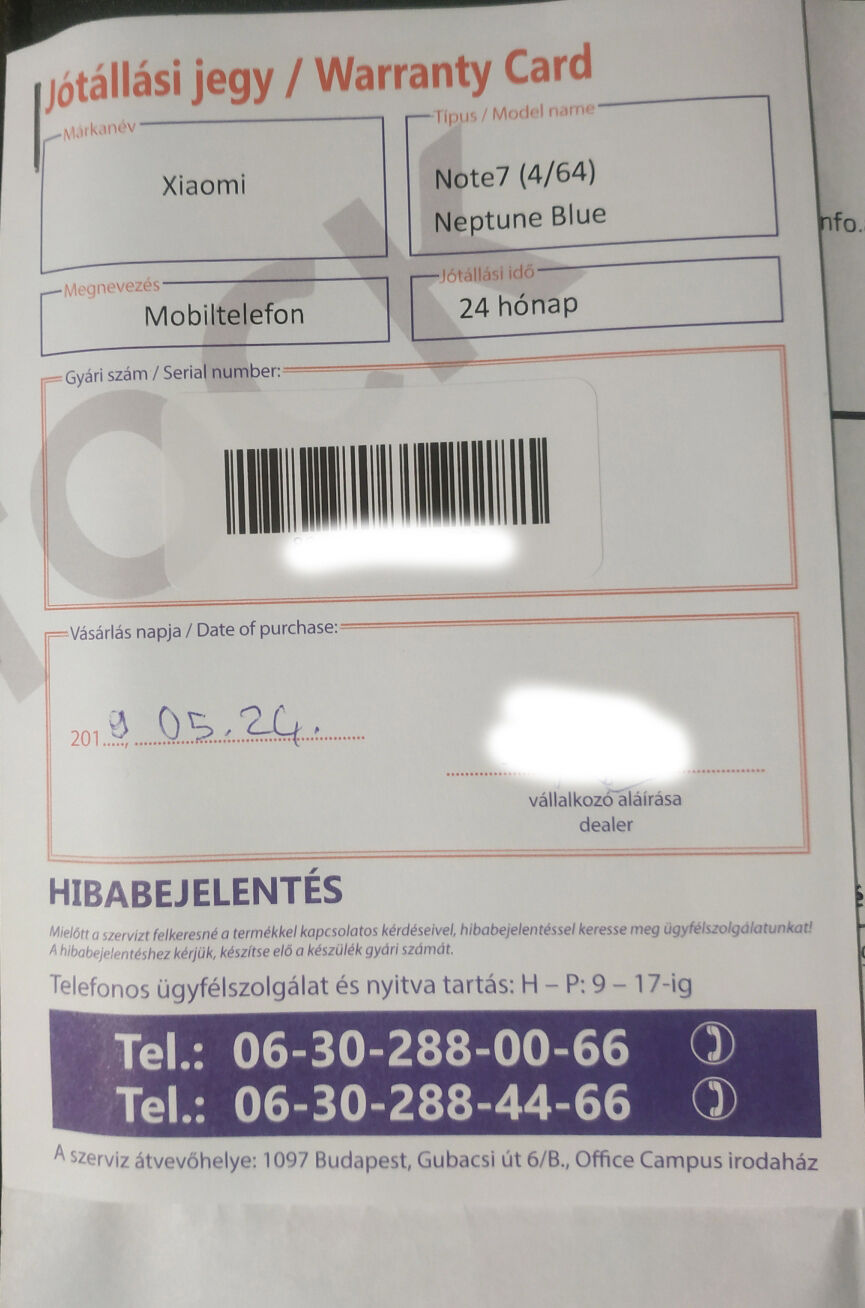 Jótállási jegy / Warranty Card
Márkanév
Xiaomi
Típus / Model name
Note7 (4/64)
Neptune Blue
Megnevezés
Mobiltelefon
Jótállási idő
24 hónap
Gyári szám / Serial number:
Vásárlás napja / Date of purchase:
2019 05.24.
vállalkozó aláírása
dealer
HIBABEJELENTÉS
Mielőtt a szervizt felkeresné a termékkel kapcsolatos kérdéseivel, hibabejelentéssel keresse meg ügyfélszolgálatunkat!
A hibabejelentéshez kérjük, készítse elő a készülék gyári számát.
Telefonos ügyfélszolgálat és nyitva tartás: H – P: 9 – 17-ig
Tel.: 06-30-288-00-66
Tel.: 06-30-288-44-66
A szerviz átvevőhelye: 1097 Budapest, Gubacsi út 6/B., Office Campus irodaház
nfo.
OCK